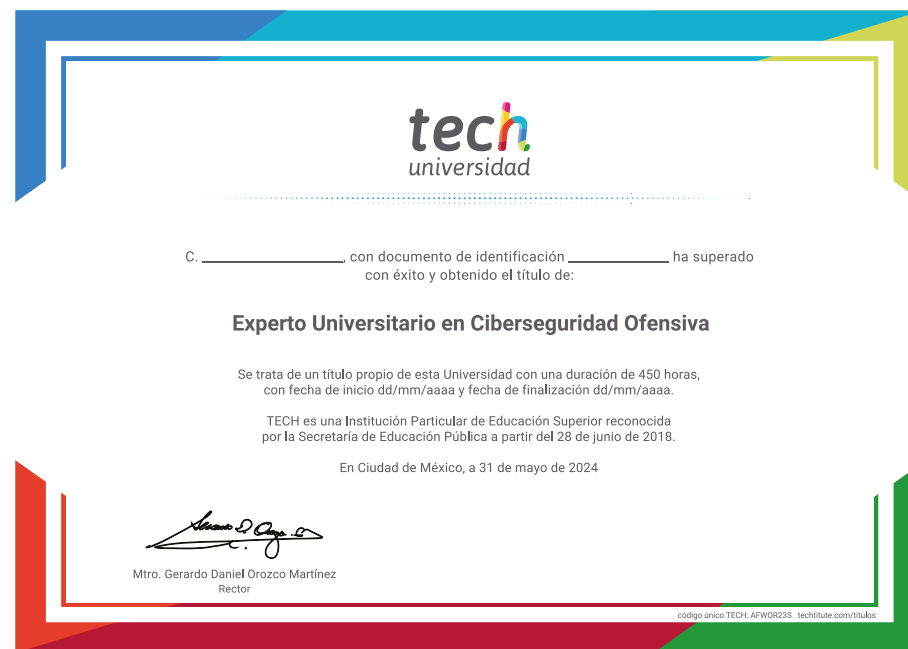 tech
universidad
C. ____________________, con documento de identificación ______________ ha superado
con éxito y obtenido el título de:
Experto Universitario en Ciberseguridad Ofensiva
Se trata de un título propio de esta Universidad con una duración de 450 horas,
con fecha de inicio dd/mm/aaaa y fecha de finalización dd/mm/aaaa.
TECH es una Institución Particular de Educación Superior reconocida
por la Secretaría de Educación Pública a partir del 28 de junio de 2018.
En Ciudad de México, a 31 de mayo de 2024
Mtro. Gerardo Daniel Orozco Martínez
Rector
código único TECH: AFWOR23S techtitute.com/titulos